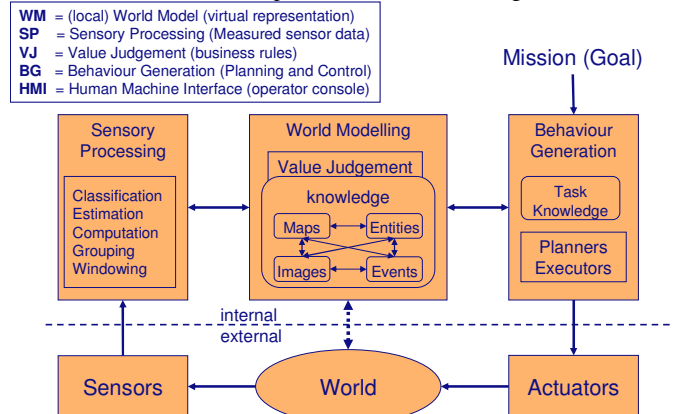 WM = (local) World Model (virtual representation)
SP = Sensory Processing (Measured sensor data)
VJ = Value Judgement (business rules)
BG = Behaviour Generation (Planning and Control)
HMI = Human Machine Interface (operator console)
Mission (Goal)
Sensory
Processing
Classification
Estimation
Computation
Grouping
Windowing
World Modelling
Value Judgement
knowledge
Maps
Entities
Images
Events
Behaviour
Generation
Task
Knowledge
Planners
Executors
internal
external
Sensors
World
Actuators